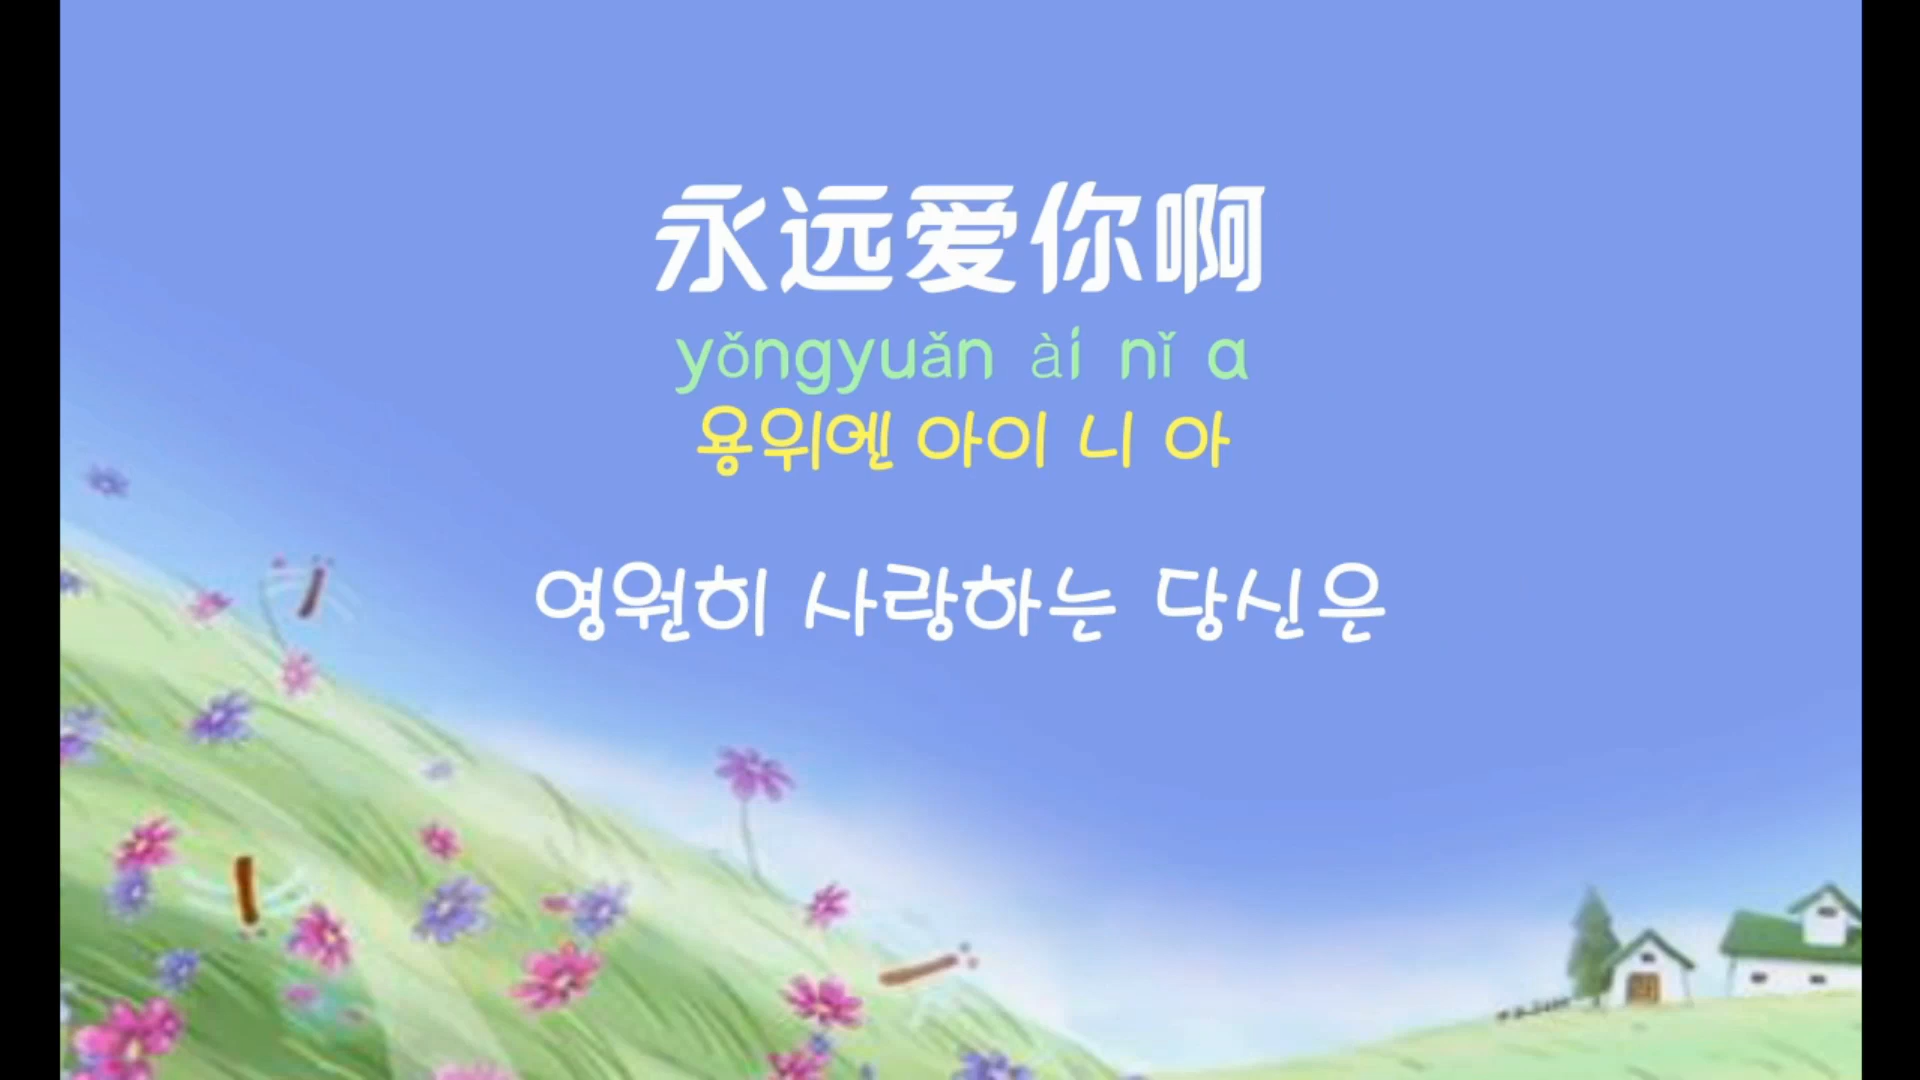 永远爱你啊
yǒngyuǎn ài nǐ a
용위엔 아이 니 아
영원히 사랑하는 당신은